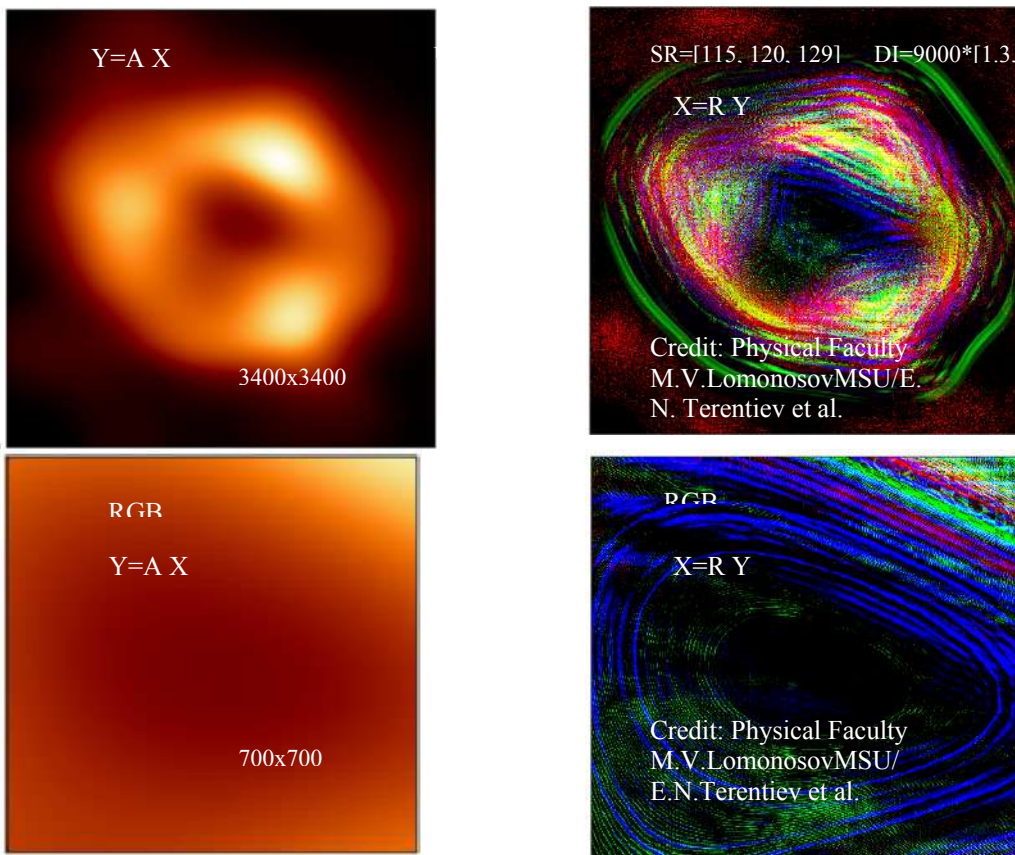 Y=A X
3400x3400
SR=[115, 120, 129] DI=9000*[1.3,
X=R Y
Credit: Physical Faculty
M.V.LomonosovMSU/E.
N. Terentiev et al.
RGB
Y=A X
700x700
RGB
X=R Y
Credit: Physical Faculty
M.V.LomonosovMSU/
E.N.Terentiev et al.